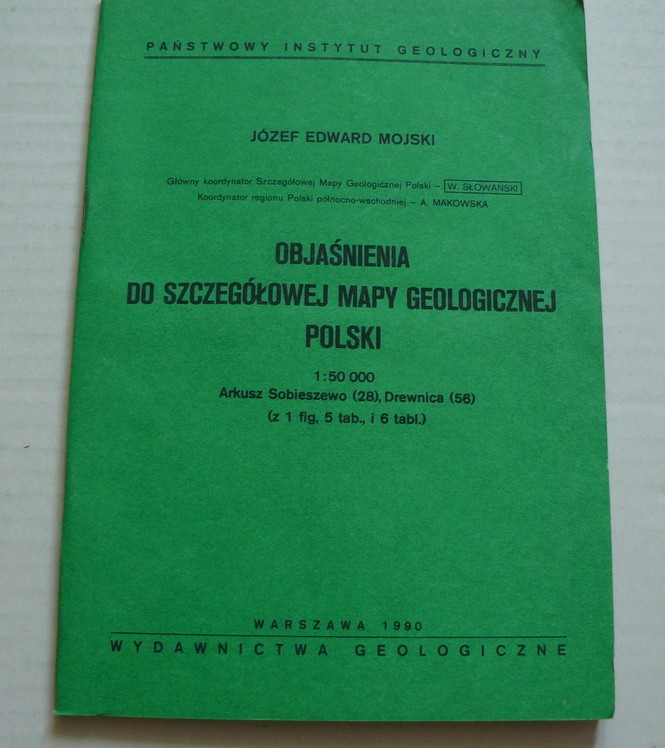 PAŃSTWOWY INSTYTUT GEOLOGICZNY
JÓZEF EDWARD MOJSKI
Główny koordynator Szczegółowej Mapy Geologicznej Polski – W. SŁOWAŃSKI
Koordynator regionu Polski północno-wschodniej – A. MAKOWSKA
OBJAŚNIENIA
DO SZCZEGÓŁOWEJ MAPY GEOLOGICZNEJ
POLSKI
1:50 000
Arkusz Sobieszewo (28), Drewnica (56)
(z 1 fig, 5 tab., i 6 tabl.)
WARSZAWA 1990
WYDAWNICTWA GEOLOGICZNE